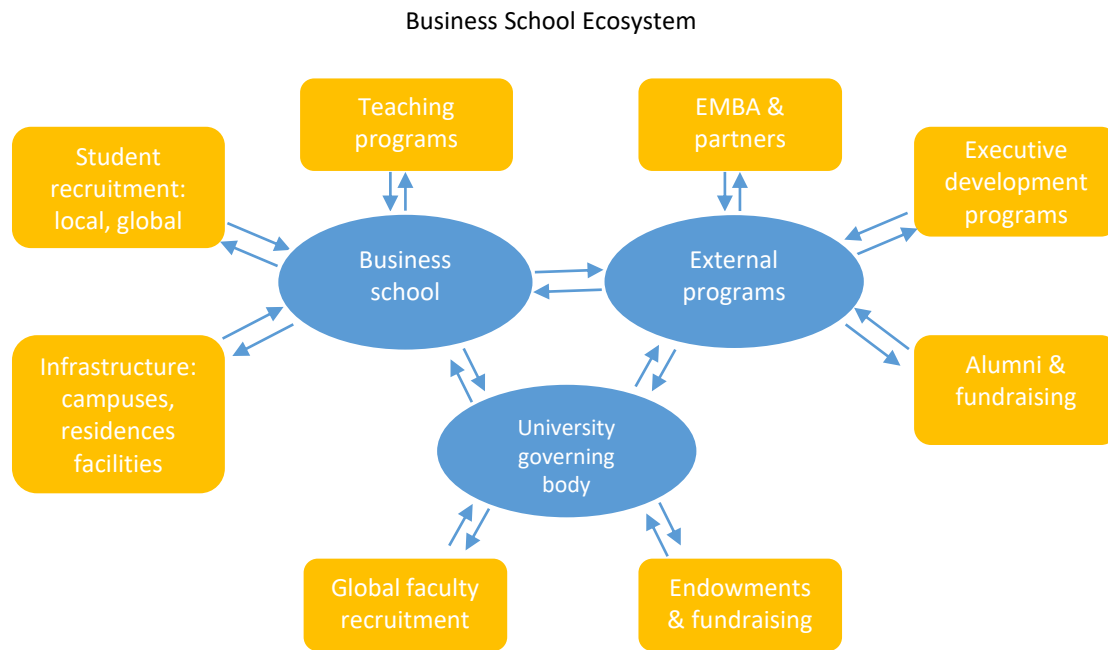 Business School Ecosystem
Teaching
programs
EMBA &
partners
Student
recruitment:
local, global
Executive
development
programs
Business
school
External
programs
Infrastructure:
campuses,
residences
facilities
Alumni &
fundraising
University
governing
body
Global faculty
recruitment
Endowments
& fundraising